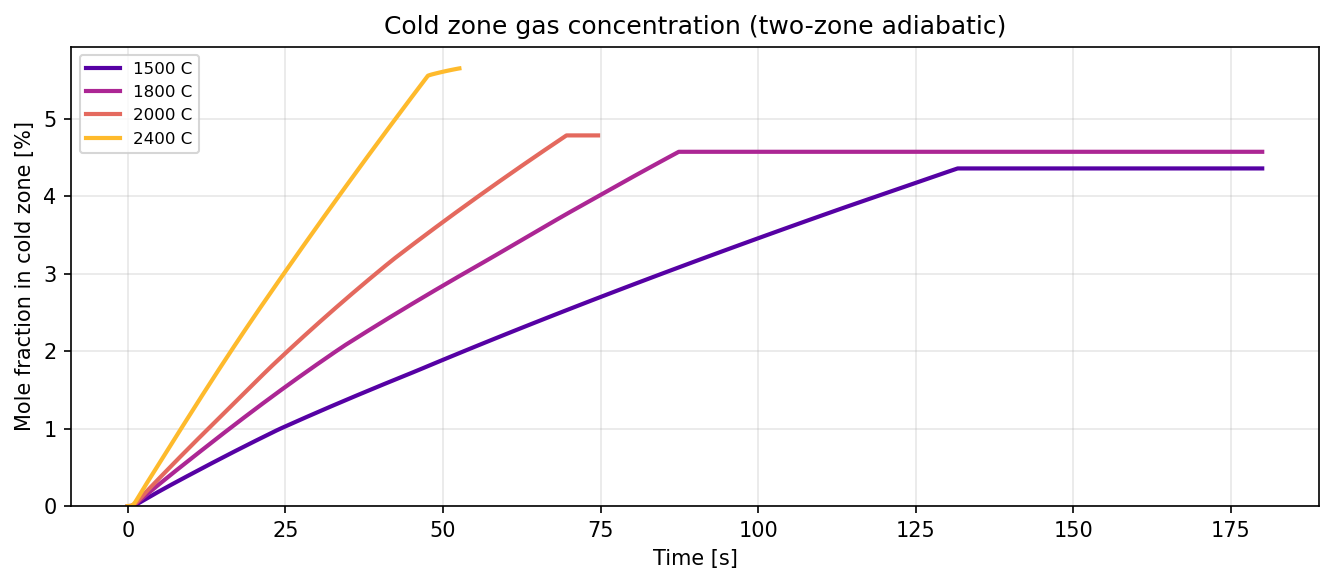 Cold zone gas concentration (two-zone adiabatic)
1500 C
1800 C
2000 C
2400 C
Mole fraction in cold zone [%]
5
4
3
2
1
0
0 25 50 75 100 125 150 175
Time [s]